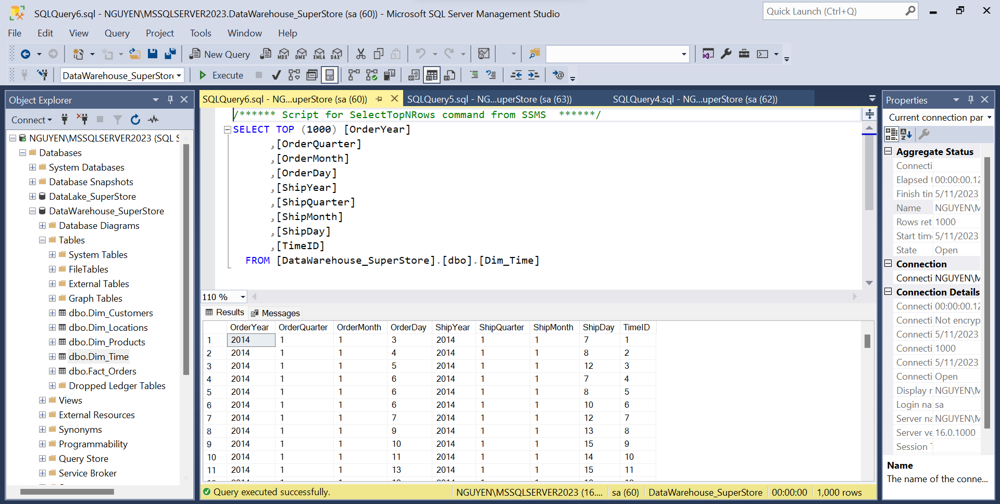 SQLQuery6.sql - NGUYEN\MSSQLSERVER2023.DataWarehouse_SuperStore (sa (60)) - Microsoft SQL Server Management Studio
Quick Launch (Ctrl+Q)
File Edit View Query Project Tools Window Help
New Query MDX DMX XMLA DAX
DataWarehouse_SuperStore Execute
Object Explorer
Connect
NGUYEN\MSSQLSERVER2023 (SQL S
Databases
System Databases
Database Snapshots
DataLake_SuperStore
DataWarehouse_SuperStore
Database Diagrams
Tables
System Tables
FileTables
External Tables
Graph Tables
dbo.Dim_Customers
dbo.Dim_Locations
dbo.Dim_Products
dbo.Dim_Time
dbo.Fact_Orders
Dropped Ledger Tables
Views
External Resources
Synonyms
Programmability
Query Store
Service Broker
SQLQuery6.sql - NG...uperStore (sa (60)) SQLQuery5.sql - NG...uperStore (sa (63)) SQLQuery4.sql - NG...uperStore (sa (62))
/****** Script for SelectTopNRows command from SSMS ******/
SELECT TOP (1000) [OrderYear]
,[OrderQuarter]
,[OrderMonth]
,[OrderDay]
,[ShipYear]
,[ShipQuarter]
,[ShipMonth]
,[ShipDay]
,[TimeID]
FROM [DataWarehouse_SuperStore].[dbo].[Dim_Time]
110 %
Results Messages
OrderYear OrderQuarter OrderMonth OrderDay ShipYear ShipQuarter ShipMonth ShipDay TimeID
1 2014 1 1 3 2014 1 1 7 1
2 2014 1 1 4 2014 1 1 8 2
3 2014 1 1 5 2014 1 1 12 3
4 2014 1 1 6 2014 1 1 7 4
5 2014 1 1 6 2014 1 1 8 5
6 2014 1 1 6 2014 1 1 10 6
7 2014 1 1 7 2014 1 1 12 7
8 2014 1 1 9 2014 1 1 13 8
9 2014 1 1 10 2014 1 1 15 9
10 2014 1 1 11 2014 1 1 14 10
11 2014 1 1 13 2014 1 1 15 11
Query executed successfully. NGUYEN\MSSQLSERVER2023 (16.... sa (60) DataWarehouse_SuperStore 00:00:00 1,000 rows
Properties
Current connection par
Aggregate Status
Connecti
Elapsed t 00:00:00.12
Finish tin 5/11/2023
Name NGUYEN\M
Rows ret 1000
Start tim 5/11/2023
State Open
Connection
Connecti NGUYEN\M
Connection Details
Connecti 00:00:00.12
Connecti Not encryp
Connecti 5/11/2023
Connecti 1000
Connecti 5/11/2023
Connecti Open
Display r NGUYEN\M
Login na sa
Server na NGUYEN\M
Server ve 16.0.1000
Session
Name
The name of the conne...